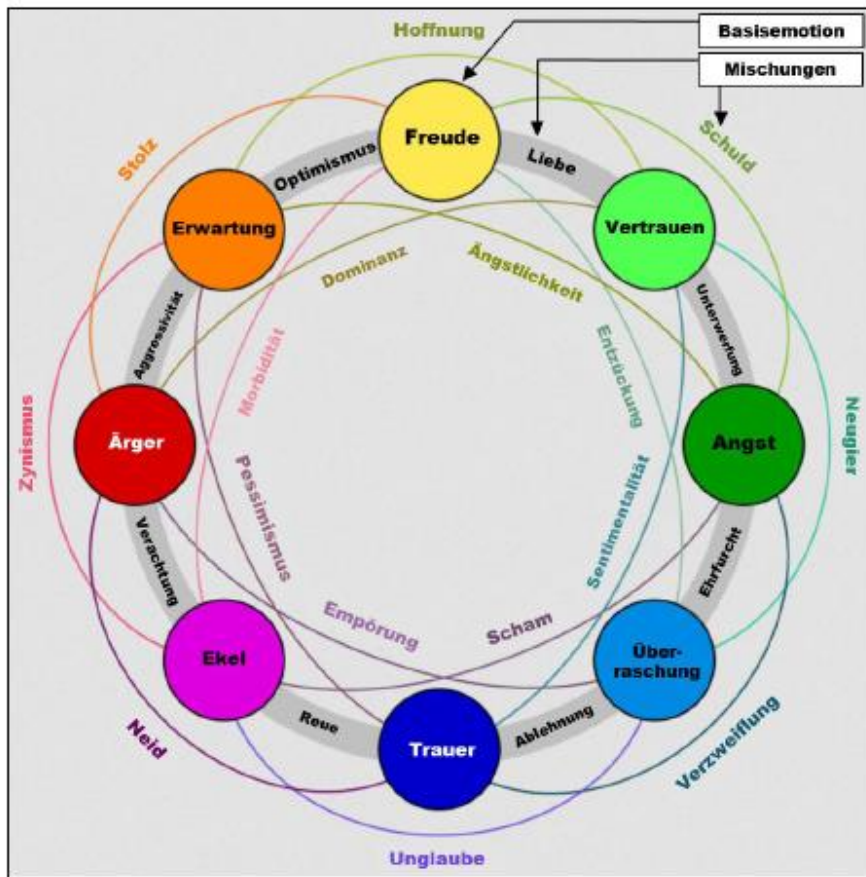 Hoffnung
Basisemotion
Mischungen
Freude
Stolz
Optimismus
Liebe
Schuld
Erwartung
Vertrauen
Dominanz
Ängstlichkeit
Aggressivität
Unterwerfung
Morbidität
Entzückung
Zynismus
Ärger
Angst
Neugier
Pessimismus
Sentimentalität
Verachtung
Ehrfurcht
Empörung
Scham
Ekel
Über-
raschung
Reue
Ablehnung
Neid
Trauer
Verzweiflung
Unglaube